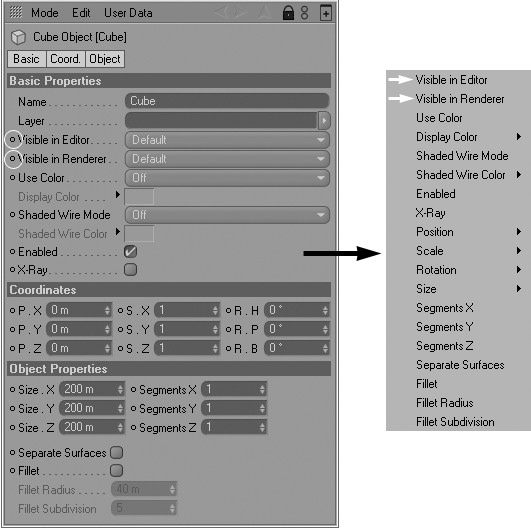 Mode Edit User Data
Cube Object [Cube]
Basic Coord. Object
Basic Properties
Name . . . . . . . . . . . Cube
Layer . . . . . . . . . . .
Visible in Editor . . . . Default
Visible in Renderer . Default
Use Color . . . . . . . . Off
Display Color . . . .
Shaded Wire Mode Off
Shaded Wire Color
Enabled . . . . . . . . . .
X-Ray . . . . . . . . . . .
Coordinates
P . X 0 m S . X 1 R . H 0 °
P . Y 0 m S . Y 1 R . P 0 °
P . Z 0 m S . Z 1 R . B 0 °
Object Properties
Size . X 200 m Segments X 1
Size . Y 200 m Segments Y 1
Size . Z 200 m Segments Z 1
Separate Surfaces
Fillet . . . . . . . . . . . .
Fillet Radius . . . . . 40 m
Fillet Subdivision 5
Visible in Editor
Visible in Renderer
Use Color
Display Color
Shaded Wire Mode
Shaded Wire Color
Enabled
X-Ray
Position
Scale
Rotation
Size
Segments X
Segments Y
Segments Z
Separate Surfaces
Fillet
Fillet Radius
Fillet Subdivision